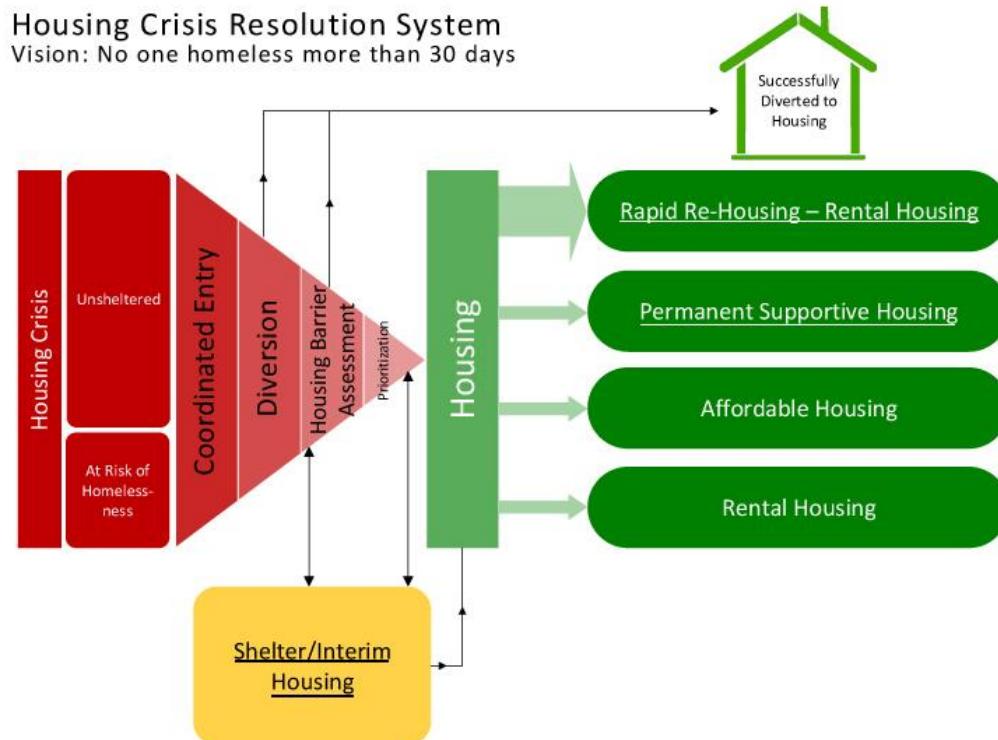 Housing Crisis Resolution System
Vision: No one homeless more than 30 days
Successfully
Diverted to
Housing
Housing Crisis
Unsheltered
At Risk of
Homeless-
ness
Coordinated Entry
Diversion
Housing Barrier
Assessment
Prioritization
Housing
Rapid Re-Housing – Rental Housing
Permanent Supportive Housing
Affordable Housing
Rental Housing
Shelter/Interim
Housing